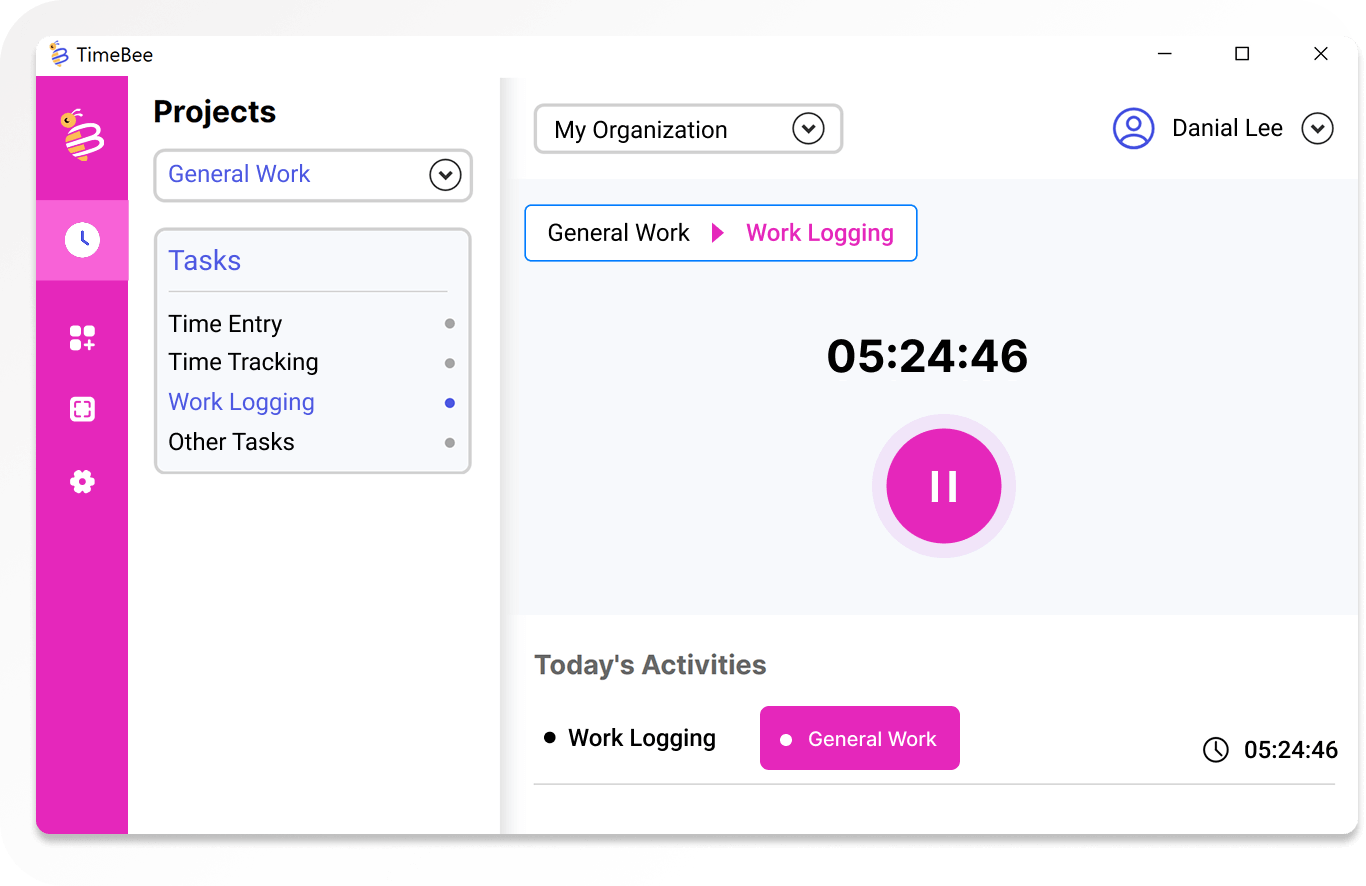 TimeBee
Projects
General Work
Tasks
Time Entry
Time Tracking
Work Logging
Other Tasks
My Organization
Danial Lee
General Work Work Logging
05:24:46
Today's Activities
Work Logging General Work 05:24:46